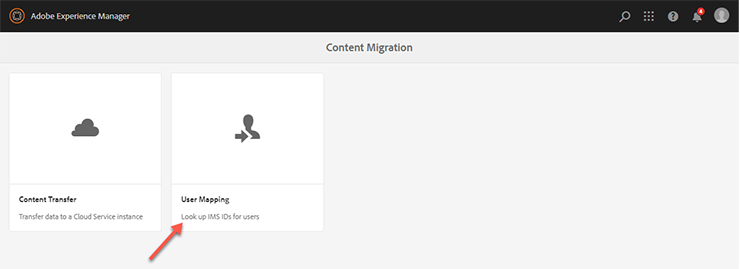 Adobe Experience Manager
4
Content Migration
Content Transfer
Transfer data to a Cloud Service instance
User Mapping
Look up IMS IDs for users